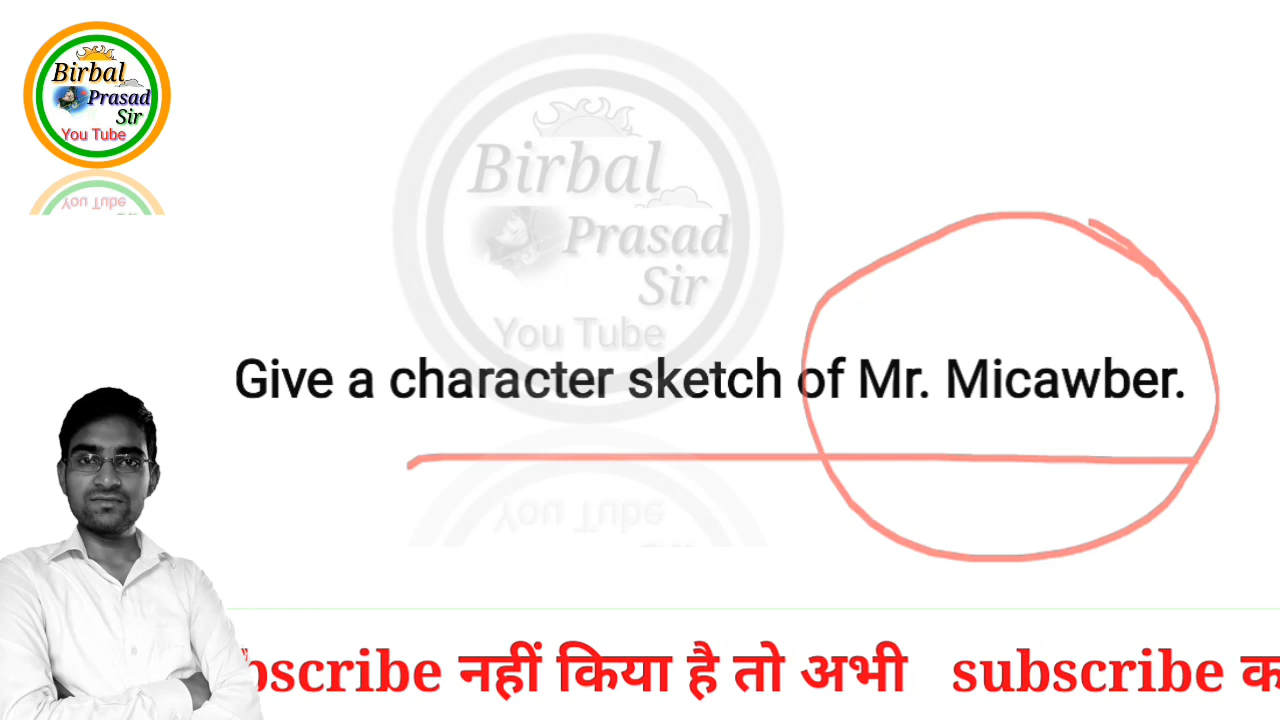 Birbal
Prasad
Sir
You Tube
Birbal
Prasad
Sir
You Tube
Give a character sketch of Mr. Micawber.
bscribe नहीं किया है तो अभी subscribe क